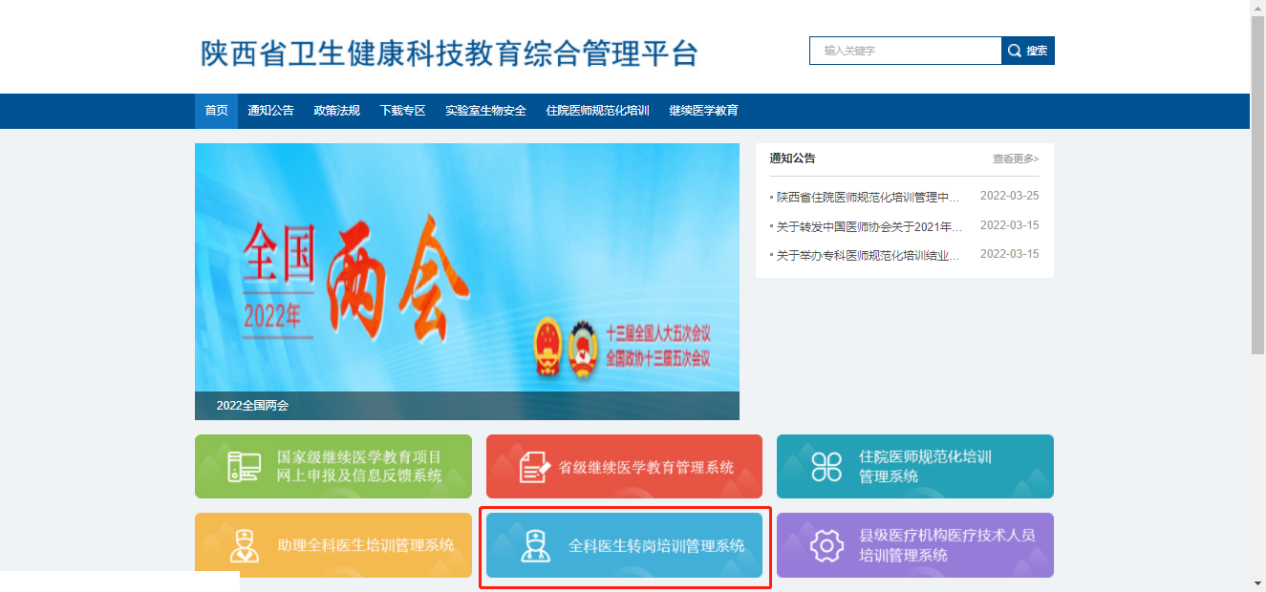 陕西省卫生健康科技教育综合管理平台
输入关键字
搜索
首页 通知公告 政策法规 下载专区 实验室生物安全 住院医师规范化培训 继续医学教育
全国
2022年
两会
十三届全国人大五次会议
全国政协十三届五次会议
2022全国两会
通知公告 查看更多>
▪ 陕西省住院医师规范化培训管理中... 2022-03-25
▪ 关于转发中国医师协会关于2021年... 2022-03-15
▪ 关于举办专科医师规范化培训结业... 2022-03-15
国家级继续医学教育项目
网上申报及信息反馈系统
省级继续医学教育管理系统
住院医师规范化培训
管理系统
助理全科医生培训管理系统
全科医生转岗培训管理系统
县级医疗机构医疗技术人员
培训管理系统